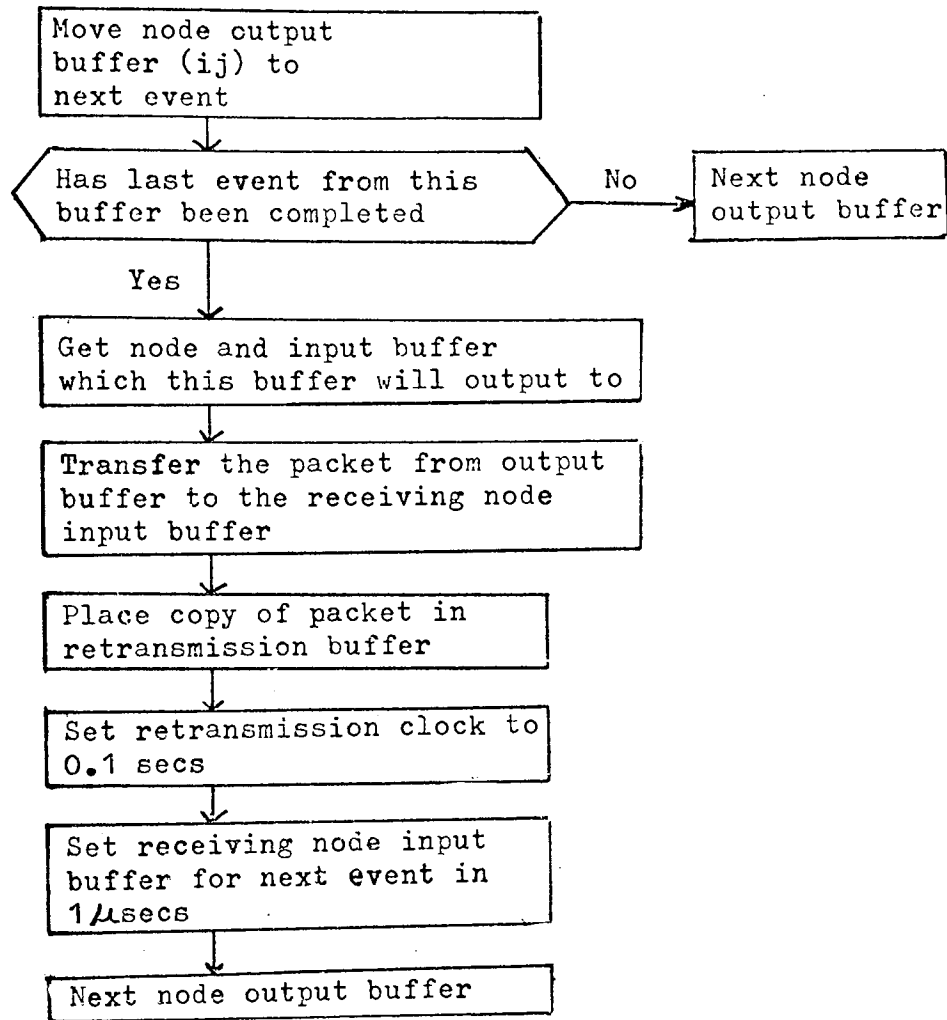 Move node cutput
buffer (ij) to
next event
Has last event from this
buffer been completed
No
Next node
output buffer
Yes
Get node and input buffer
which this buffer will output to
Transfer the packet from output
buffer to the receiving node
input buffer
Place copy of packet in
retransmission buffer
Set retransmission clock to
0.1 secs
Set receiving node input
buffer for next event in
1μsecs
Next node output buffer